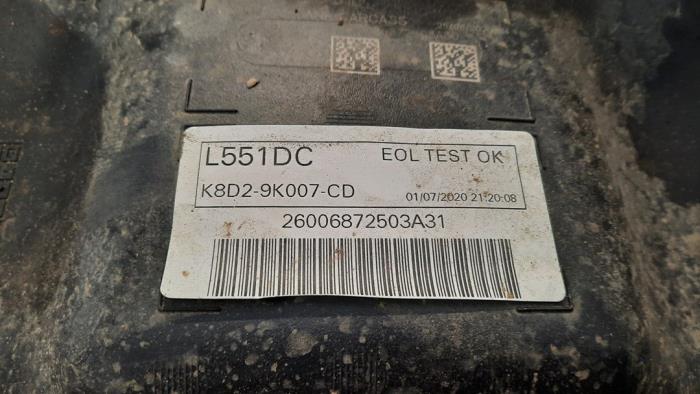 L551DC EOL TEST OK
K8D2-9K007-CD 01/07/2020 21:20:08
26006872503A31